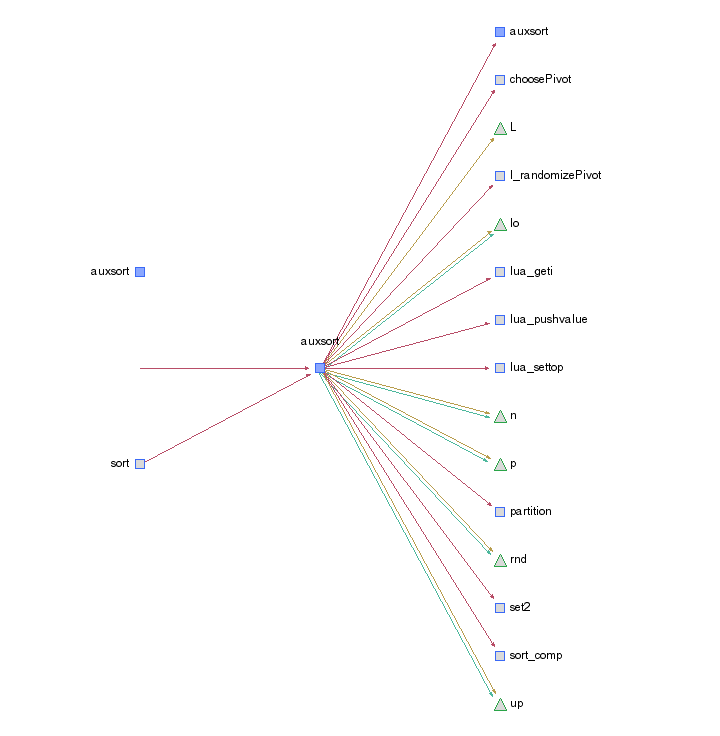 auxsort
choosePivot
L
l_randomizePivot
lo
auxsort
lua_geti
lua_pushvalue
auxsort
lua_settop
n
sort
p
partition
rnd
set2
sort_comp
up